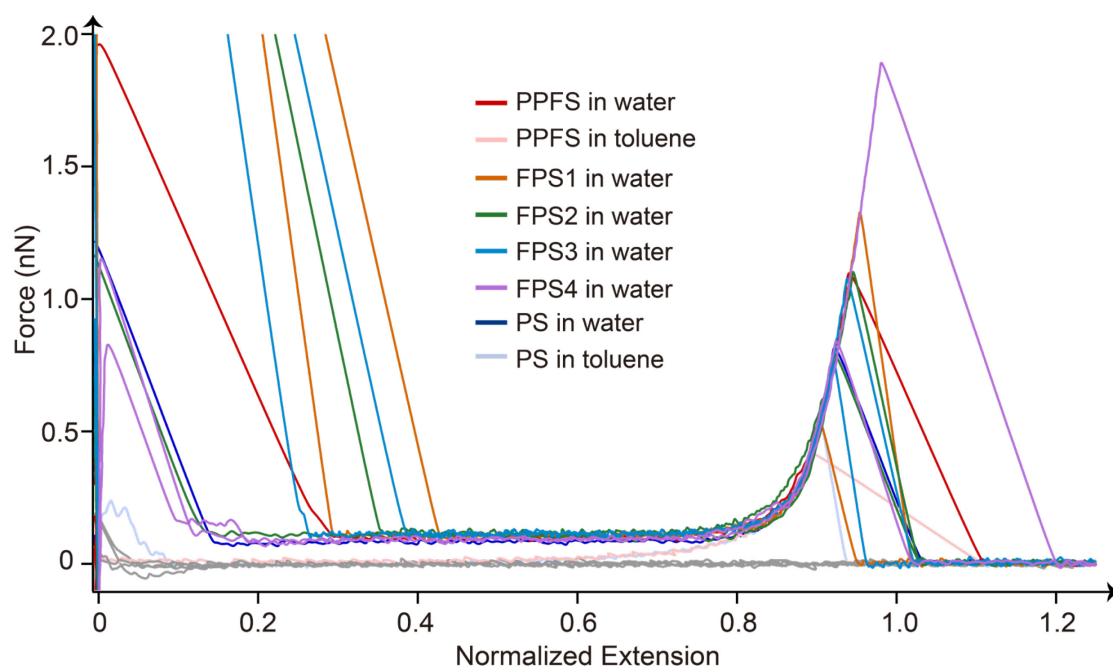 2.0
1.5
1.0
0.5
0
Force (nN)
PPFS in water
PPFS in toluene
FPS1 in water
FPS2 in water
FPS3 in water
FPS4 in water
PS in water
PS in toluene
0 0.2 0.4 0.6 0.8 1.0 1.2
Normalized Extension